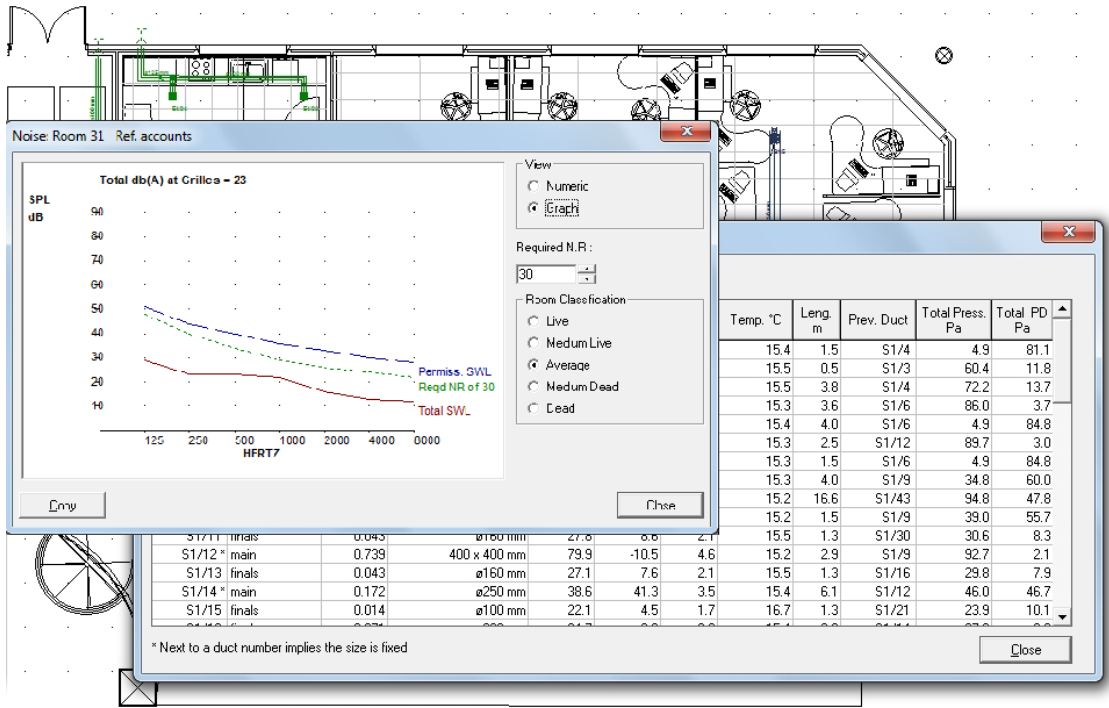 Noise: Room 31 Ref. accounts
Total db(A) at Grilles = 23
SPL
dB
90
80
70
60
50
40
30
20
10
Permiss. SWL
Reqd NR of 30
Total SWL
125 250 500 1000 2000 4000 8000
HERTZ
View
Numeric
Graph
Required N.R :
30
Room Classfication
Live
Medium Live
Average
Medium Dead
Dead
Copy
Close
Temp. °C Leng. m Prev. Duct Total Press. Pa Total PD Pa
15.4 1.5 S1/4 4.9 81.1
15.5 0.5 S1/3 60.4 11.8
15.5 3.8 S1/4 72.2 13.7
15.3 3.6 S1/6 86.0 3.7
15.4 4.0 S1/6 4.9 84.8
15.3 2.5 S1/12 89.7 3.0
15.3 1.5 S1/6 4.9 84.8
15.3 4.0 S1/9 34.8 60.0
15.2 16.6 S1/43 94.8 47.8
15.2 1.5 S1/9 39.0 55.7
S1/11 finals 0.043 ø160 mm 27.8 8.6 2.1 15.5 1.3 S1/30 30.6 8.3
S1/12 * main 0.739 400 x 400 mm 79.9 -10.5 4.6 15.2 2.9 S1/9 92.7 2.1
S1/13 finals 0.043 ø160 mm 27.1 7.6 2.1 15.5 1.3 S1/16 29.8 7.9
S1/14 * main 0.172 ø250 mm 38.6 41.3 3.5 15.4 6.1 S1/12 46.0 46.7
S1/15 finals 0.014 ø100 mm 22.1 4.5 1.7 16.7 1.3 S1/21 23.9 10.1
* Next to a duct number implies the size is fixed
Close